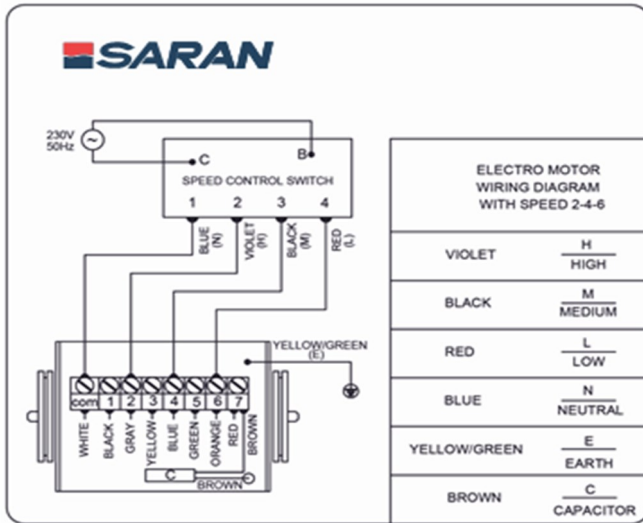 SARAN
230V
50Hz
C
B
SPEED CONTROL SWITCH
1 2 3 4
BLUE
(N)
VIOLET
(H)
BLACK
(M)
RED
(L)
YELLOW/GREEN
(E)
com 1 2 3 4 5 6 7
WHITE
BLACK
GRAY
YELLOW
BLUE
GREEN
ORANGE
RED
BROWN
C
BROWN
ELECTRO MOTOR
WIRING DIAGRAM
WITH SPEED 2-4-6
VIOLET H
HIGH
BLACK M
MEDIUM
RED L
LOW
BLUE N
NEUTRAL
YELLOW/GREEN E
EARTH
BROWN C
CAPACITOR